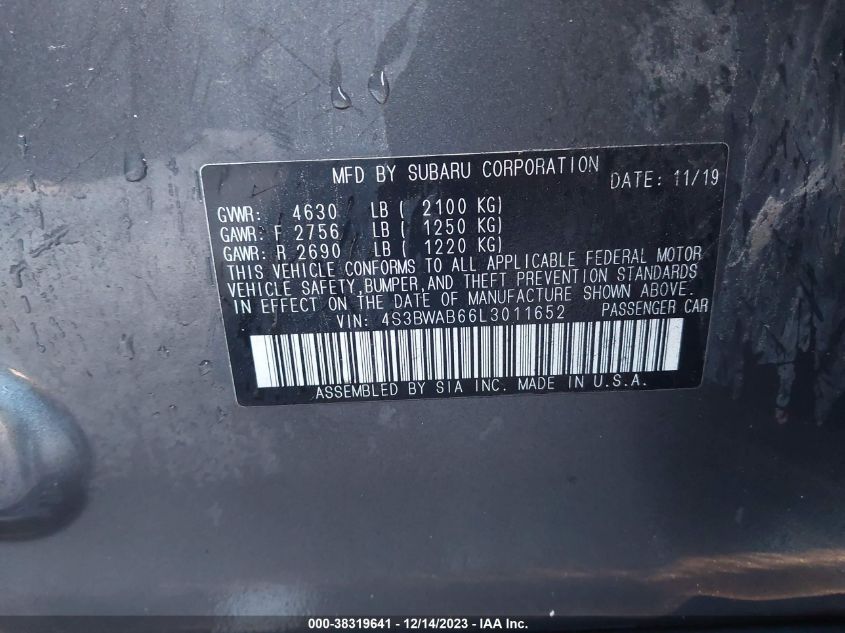 MFD BY SUBARU CORPORATION DATE: 11/19
GVWR: 4630 LB ( 2100 KG)
GAWR: F 2756 LB ( 1250 KG)
GAWR: R 2690 LB ( 1220 KG)
THIS VEHICLE CONFORMS TO ALL APPLICABLE FEDERAL MOTOR
VEHICLE SAFETY, BUMPER, AND THEFT PREVENTION STANDARDS
IN EFFECT ON THE DATE OF MANUFACTURE SHOWN ABOVE.
VIN: 4S3BWAB66L3011652 PASSENGER CAR
ASSEMBLED BY SIA INC. MADE IN U.S.A.
000-38319641 - 12/14/2023 - IAA Inc.